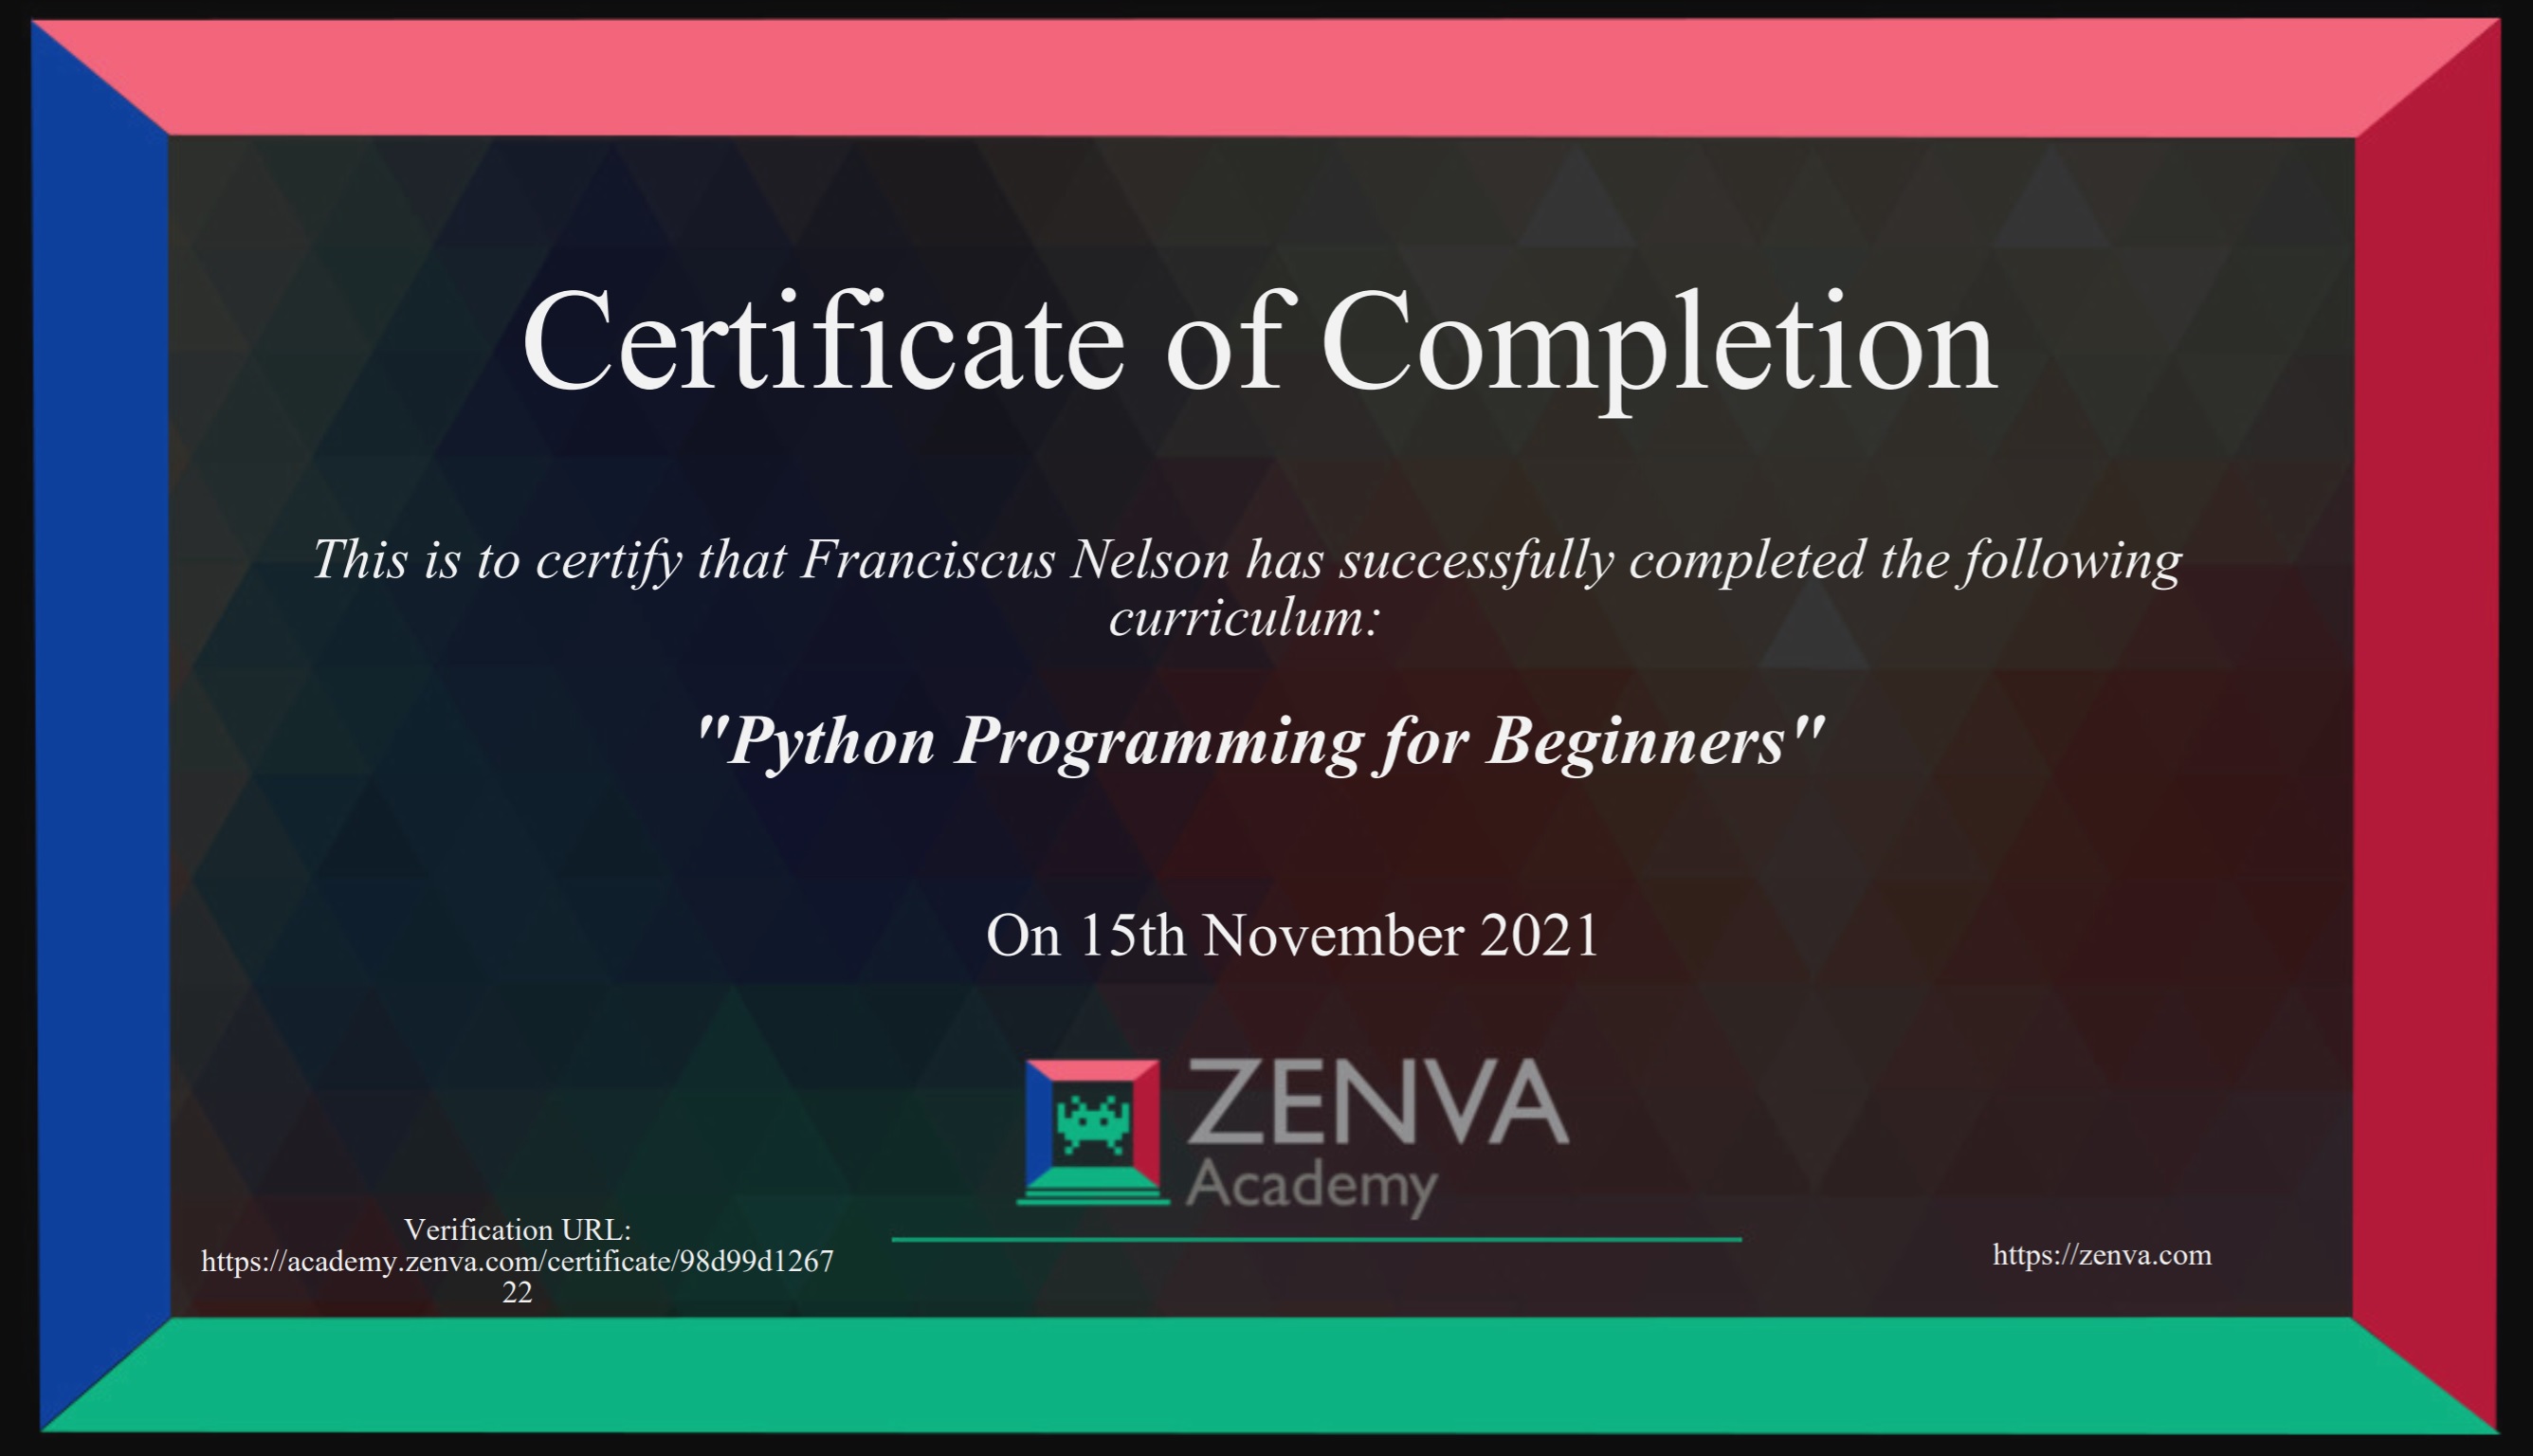 Certificate of Completion
This is to certify that Franciscus Nelson has successfully completed the following
curriculum:
"Python Programming for Beginners"
On 15th November 2021
ZENVA
Academy
Verification URL:
https://academy.zenva.com/certificate/98d99d1267
22
https://zenva.com